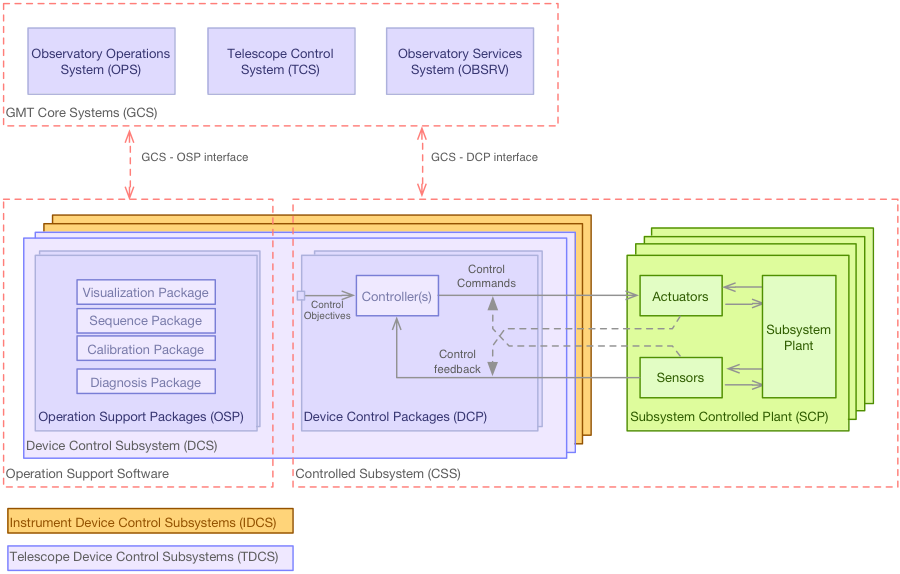 Observatory Operations
System (OPS)
Telescope Control
System (TCS)
Observatory Services
System (OBSRV)
GMT Core Systems (GCS)
GCS - OSP interface
GCS - DCP interface
Visualization Package
Sequence Package
Calibration Package
Diagnosis Package
Operation Support Packages (OSP)
Device Control Subsystem (DCS)
Operation Support Software
Control
Objectives
Controller(s)
Control
Commands
Control
feedback
Device Control Packages (DCP)
Actuators
Sensors
Subsystem
Plant
Subsystem Controlled Plant (SCP)
Controlled Subsystem (CSS)
Instrument Device Control Subsystems (IDCS)
Telescope Device Control Subsystems (TDCS)